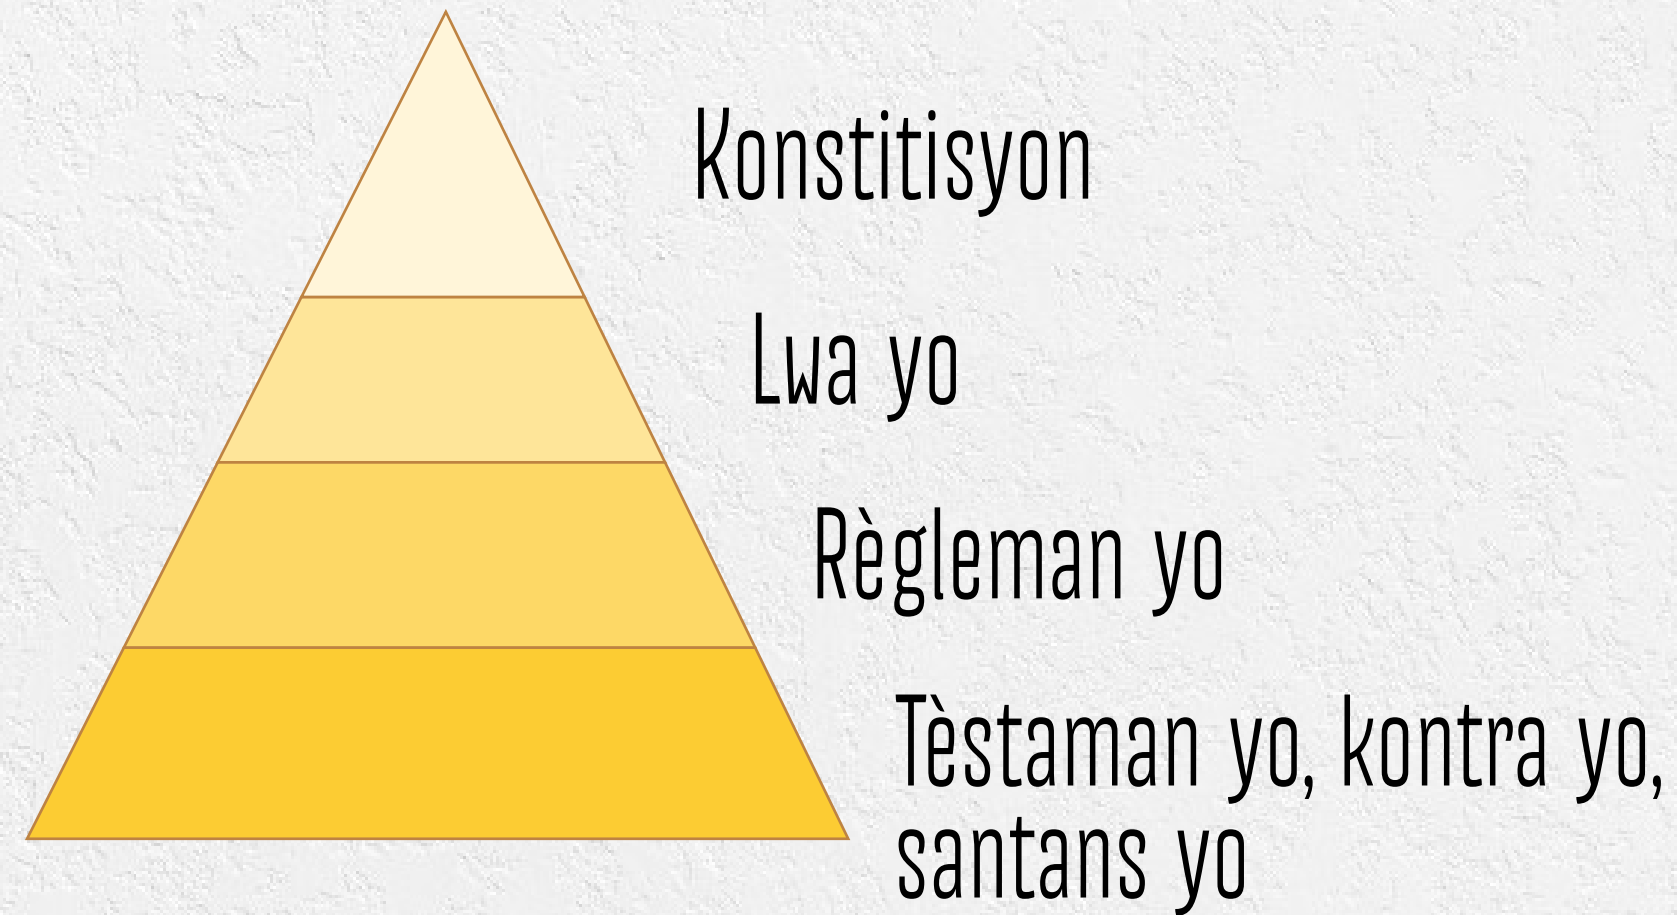 Konstitisyon
Lwa yo
Règleman yo
Tèstaman yo, kontra yo,
santans yo